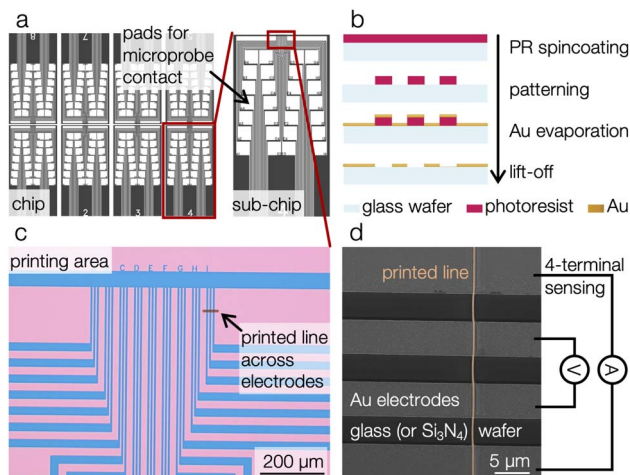 a
pads for
microprobe
contact
8
7
2
3
4
chip
sub-chip
b
PR spincoating
patterning
Au evaporation
lift-off
glass wafer
photoresist
Au
c
printing area
C D E F G H I
printed line
across
electrodes
200 µm
d
printed line
4-terminal
sensing
V
A
Au electrodes
glass (or Si₃N₄) wafer
5 µm